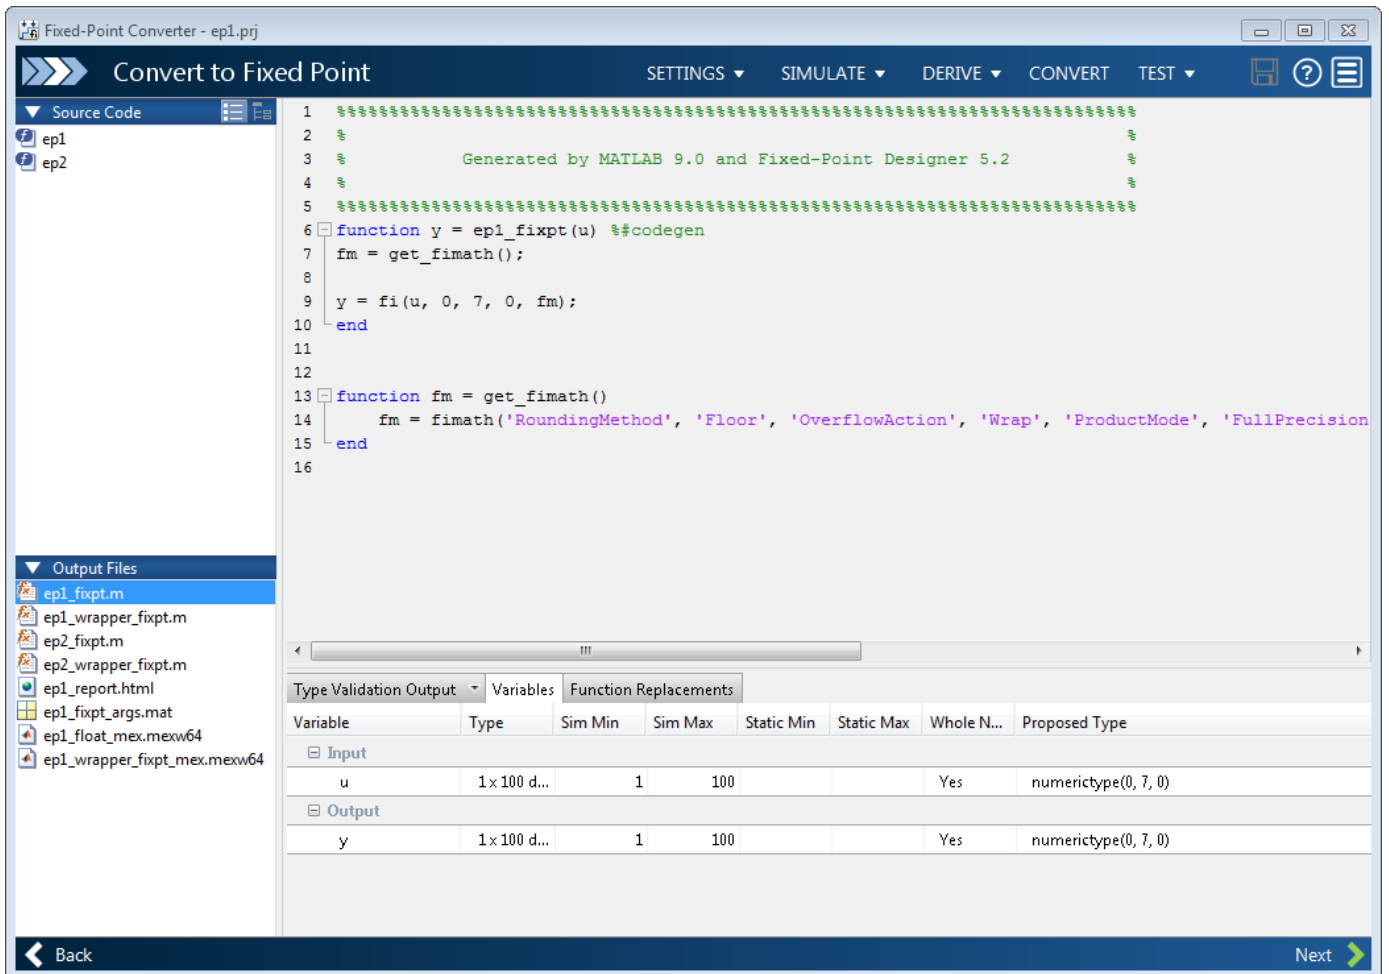 Fixed-Point Converter - ep1.prj
Convert to Fixed Point
SETTINGS SIMULATE DERIVE CONVERT TEST
Source Code
ep1
ep2
1 %%%%%%%%%%%%%%%%%%%%%%%%%%%%%%%%%%%%%%%%%%%%%%%%%%%%%%%%%%%%%%%%%%%%%%%%%%%%%%
2 % %
3 % Generated by MATLAB 9.0 and Fixed-Point Designer 5.2 %
4 % %
5 %%%%%%%%%%%%%%%%%%%%%%%%%%%%%%%%%%%%%%%%%%%%%%%%%%%%%%%%%%%%%%%%%%%%%%%%%%%%%%
6 function y = ep1_fixpt(u) %#codegen
7 fm = get_fimath();
8
9 y = fi(u, 0, 7, 0, fm);
10 end
11
12
13 function fm = get_fimath()
14 fm = fimath('RoundingMethod', 'Floor', 'OverflowAction', 'Wrap', 'ProductMode', 'FullPrecision
15 end
16
Output Files
ep1_fixpt.m
ep1_wrapper_fixpt.m
ep2_fixpt.m
ep2_wrapper_fixpt.m
ep1_report.html
ep1_fixpt_args.mat
ep1_float_mex.mexw64
ep1_wrapper_fixpt_mex.mexw64
Type Validation Output Variables Function Replacements
Variable Type Sim Min Sim Max Static Min Static Max Whole N... Proposed Type
Input
u 1 x 100 d... 1 100 Yes numerictype(0, 7, 0)
Output
y 1 x 100 d... 1 100 Yes numerictype(0, 7, 0)
Back
Next